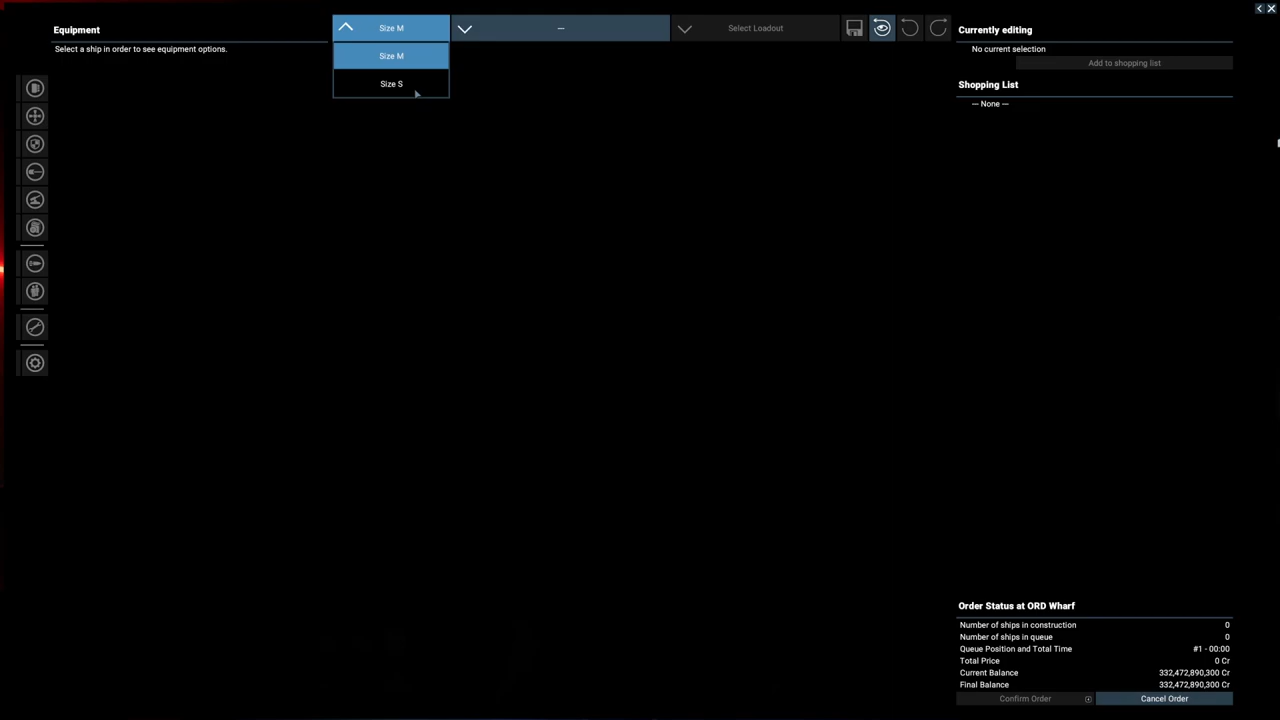 Equipment
Select a ship in order to see equipment options.
Size M
—
Select Loadout
Size M
Size S
Currently editing
No current selection
Add to shopping list
Shopping List
— None —
Order Status at ORD Wharf
Number of ships in construction 0
Number of ships in queue 0
Queue Position and Total Time #1 - 00:00
Total Price 0 Cr
Current Balance 332,472,890,300 Cr
Final Balance 332,472,890,300 Cr
Confirm Order
Cancel Order